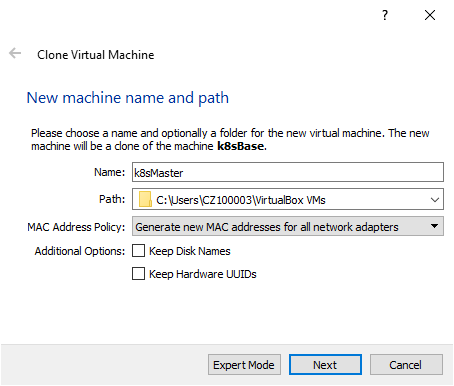 ?
Clone Virtual Machine
New machine name and path
Please choose a name and optionally a folder for the new virtual machine. The new
machine will be a clone of the machine k8sBase.
Name: k8sMaster
Path: C:\Users\CZ100003\VirtualBox VMs
MAC Address Policy: Generate new MAC addresses for all network adapters
Additional Options: Keep Disk Names
Keep Hardware UUIDs
Expert Mode Next Cancel